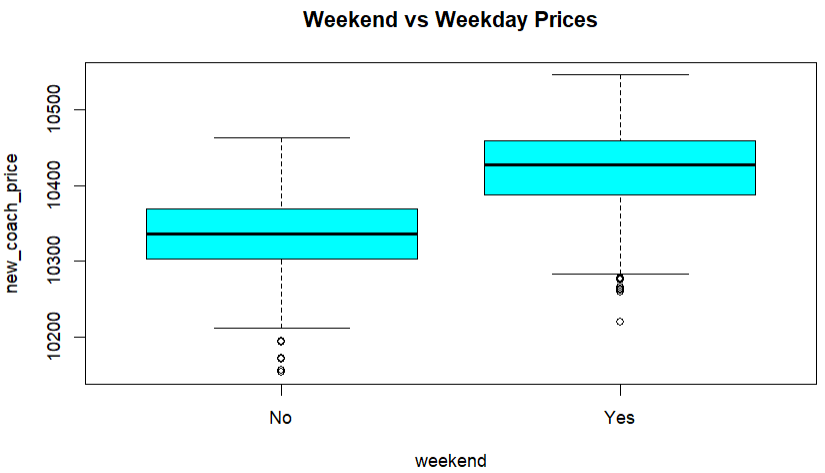 Weekend vs Weekday Prices
new_coach_price
10500
10400
10300
10200
No
Yes
weekend